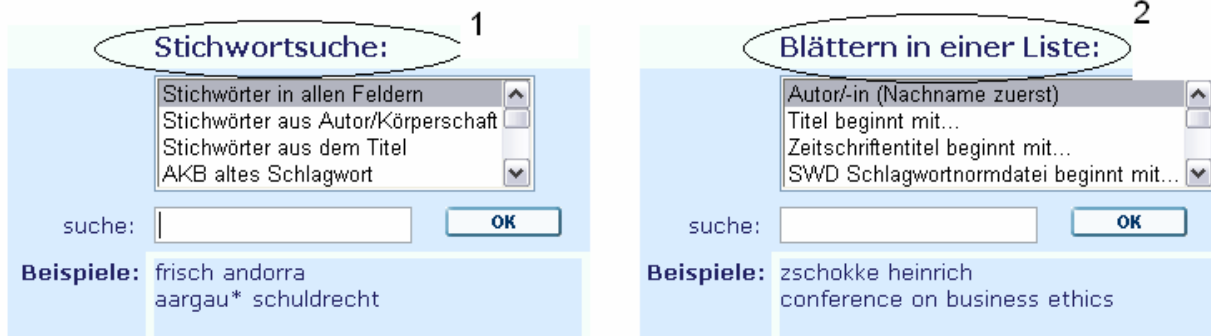 1
Stichwortsuche:
Stichwörter in allen Feldern
Stichwörter aus Autor/Körperschaft
Stichwörter aus dem Titel
AKB altes Schlagwort
suche:
OK
Beispiele: frisch andorra
aargau* schuldrecht
2
Blättern in einer Liste:
Autor/-in (Nachname zuerst)
Titel beginnt mit...
Zeitschriftentitel beginnt mit...
SWD Schlagwortnormdatei beginnt mit...
suche:
OK
Beispiele: zschokke heinrich
conference on business ethics